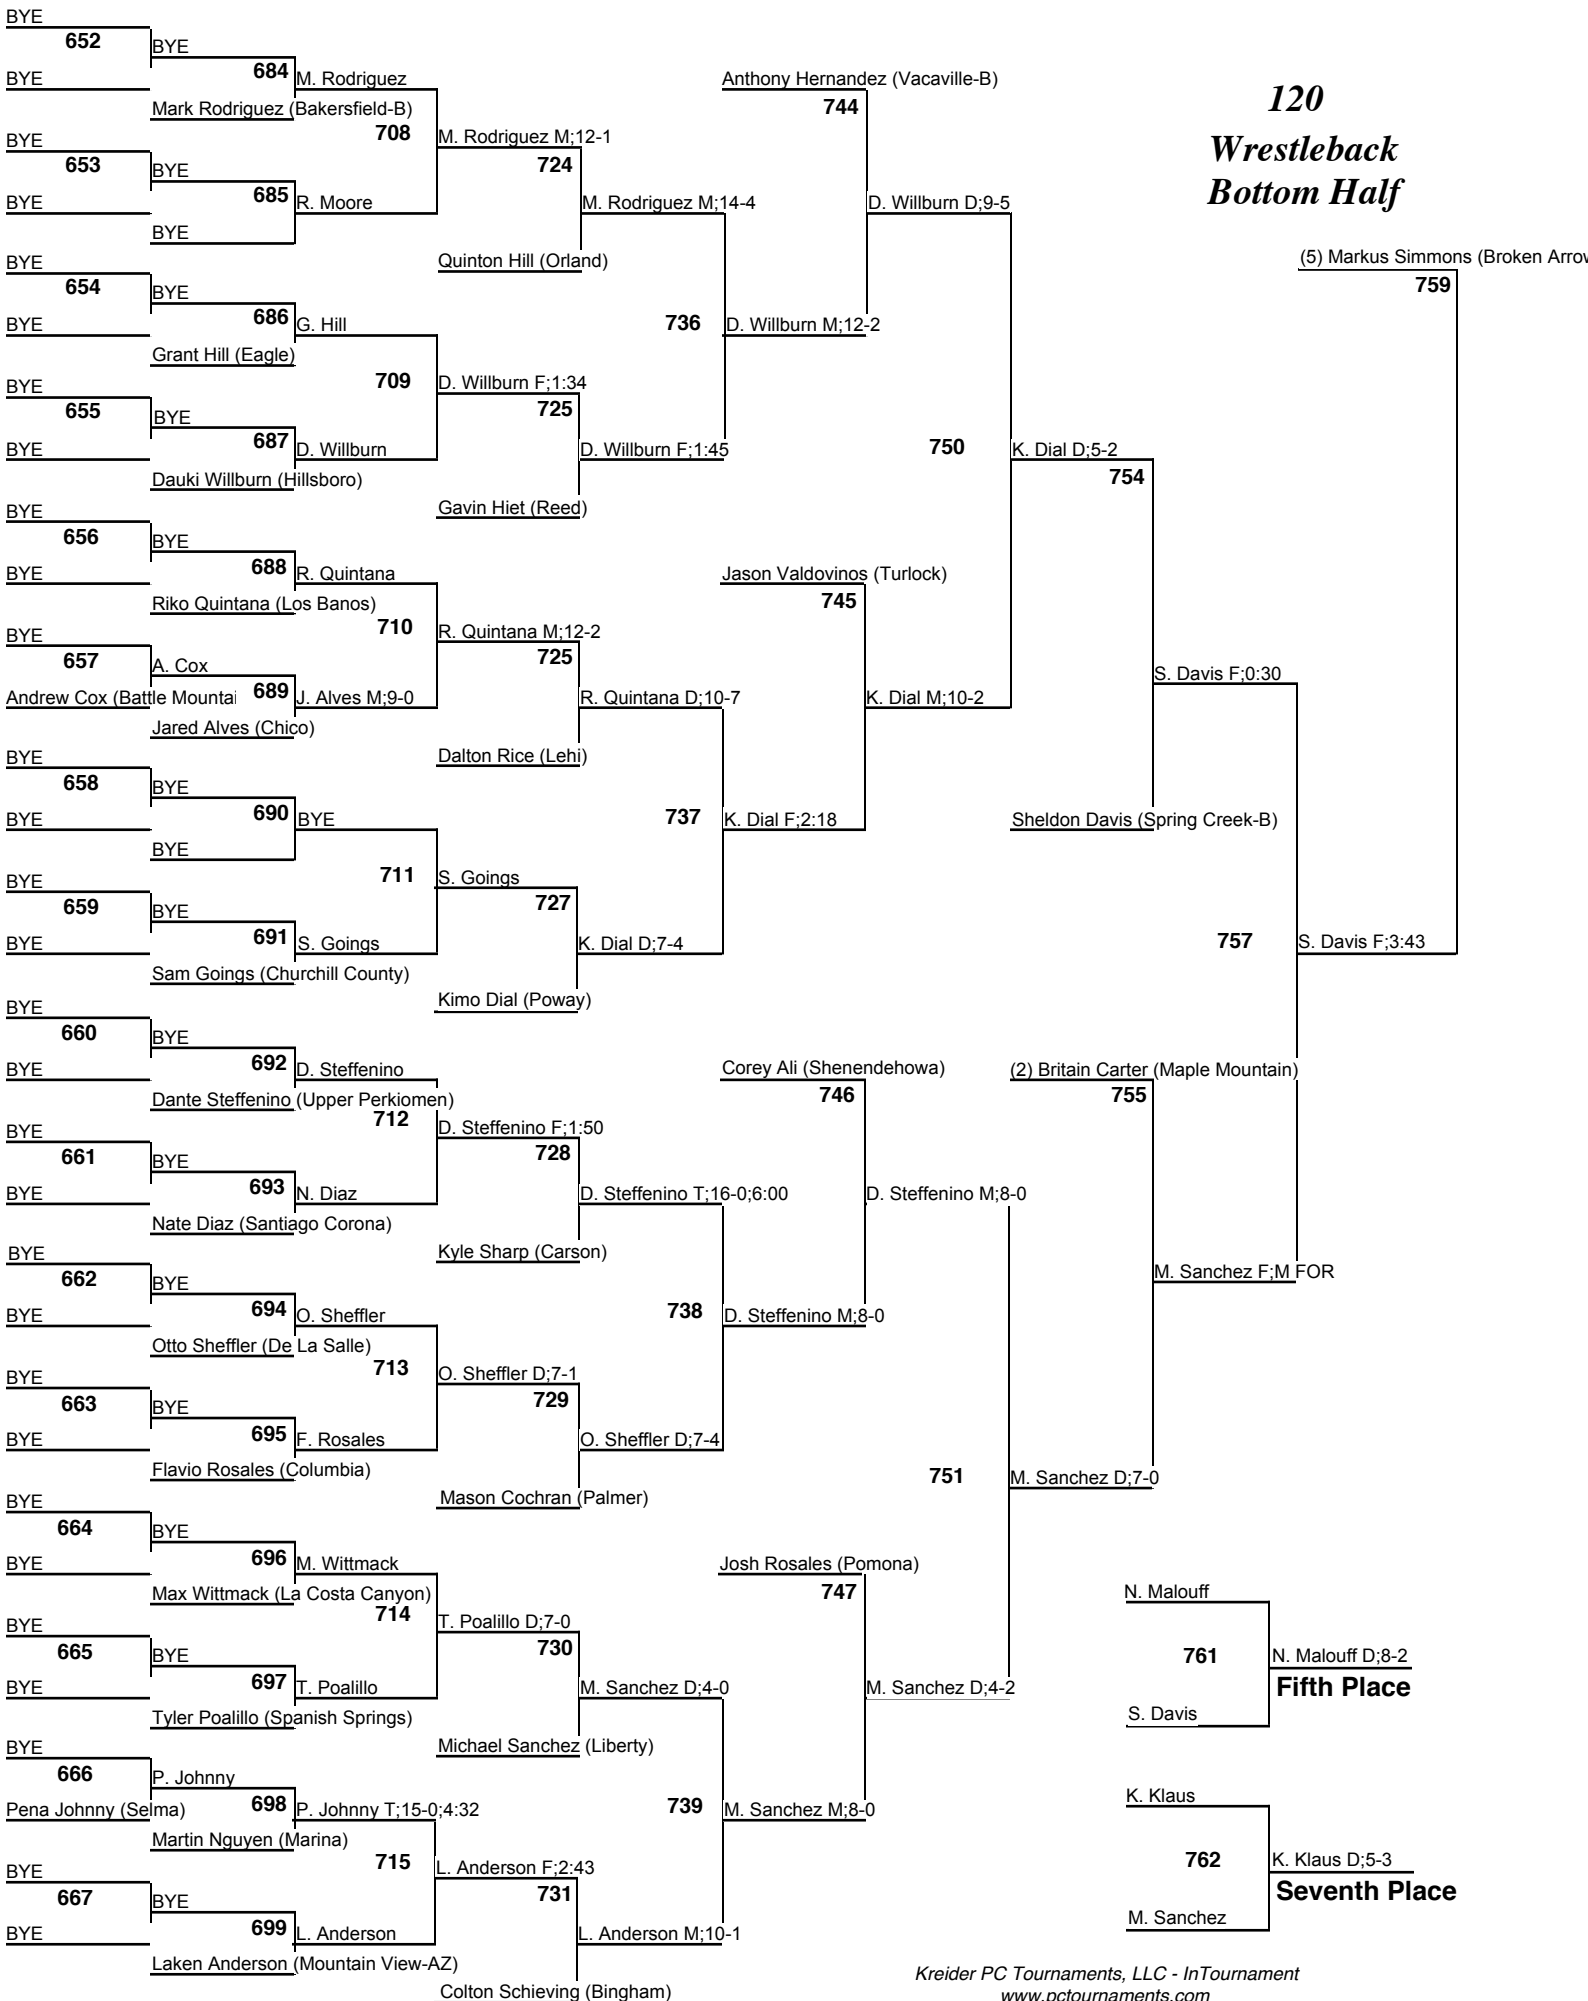 BYE
652
BYE
684
BYE
M. Rodriguez
Anthony Hernandez (Vacaville-B)
120
Mark Rodriguez (Bakersfield-B)
744
708
BYE
M. Rodriguez M;12-1
Wrestleback
653
724
BYE
685
BYE
R. Moore
M. Rodriguez M;14-4
D. Willburn D;9-5
Bottom Half
BYE
BYE
Quinton Hill (Orland)
(5) Markus Simmons (Broken Arrow
654
759
BYE
686
BYE
G. Hill
736
D. Willburn M;12-2
Grant Hill (Eagle)
709
BYE
D. Willburn F;1:34
655
725
BYE
687
BYE
D. Willburn
D. Willburn F;1:45
750
K. Dial D;5-2
Dauki Willburn (Hillsboro)
754
BYE
Gavin Hiet (Reed)
656
BYE
688
BYE
R. Quintana
Jason Valdovinos (Turlock)
Riko Quintana (Los Banos)
745
710
BYE
R. Quintana M;12-2
657
725
A. Cox
S. Davis F;0:30
689
Andrew Cox (Battle Mountai
J. Alves M;9-0
R. Quintana D;10-7
K. Dial M;10-2
Jared Alves (Chico)
BYE
Dalton Rice (Lehi)
658
BYE
690
BYE
BYE
737
K. Dial F;2:18
Sheldon Davis (Spring Creek-B)
BYE
711
BYE
S. Goings
659
727
BYE
691
BYE
S. Goings
K. Dial D;7-4
757
S. Davis F;3:43
Sam Goings (Churchill County)
BYE
Kimo Dial (Poway)
660
BYE
692
BYE
D. Steffenino
Corey Ali (Shenendehowa)
(2) Britain Carter (Maple Mountain)
Dante Steffenino (Upper Perkiomen)
746
755
712
BYE
D. Steffenino F;1:50
661
728
BYE
693
BYE
N. Diaz
D. Steffenino T;16-0;6:00
D. Steffenino M;8-0
Nate Diaz (Santiago Corona)
BYE
Kyle Sharp (Carson)
662
M. Sanchez F;M FOR
BYE
694
BYE
O. Sheffler
738
D. Steffenino M;8-0
Otto Sheffler (De La Salle)
713
BYE
O. Sheffler D;7-1
663
729
BYE
695
BYE
F. Rosales
O. Sheffler D;7-4
Flavio Rosales (Columbia)
751
M. Sanchez D;7-0
BYE
Mason Cochran (Palmer)
664
BYE
696
BYE
M. Wittmack
Josh Rosales (Pomona)
Max Wittmack (La Costa Canyon)
747
N. Malouff
714
BYE
T. Poalillo D;7-0
665
730
BYE
761
N. Malouff D;8-2
697
BYE
T. Poalillo
M. Sanchez D;4-0
M. Sanchez D;4-2
Fifth Place
Tyler Poalillo (Spanish Springs)
S. Davis
BYE
Michael Sanchez (Liberty)
666
P. Johnny
K. Klaus
698
Pena Johnny (Selma)
P. Johnny T;15-0;4:32
739
M. Sanchez M;8-0
Martin Nguyen (Marina)
715
BYE
L. Anderson F;2:43
762
K. Klaus D;5-3
667
731
Seventh Place
BYE
699
BYE
L. Anderson
L. Anderson M;10-1
M. Sanchez
Laken Anderson (Mountain View-AZ)
Colton Schieving (Bingham)
Kreider PC Tournaments, LLC - InTournament
www.pctournaments.com